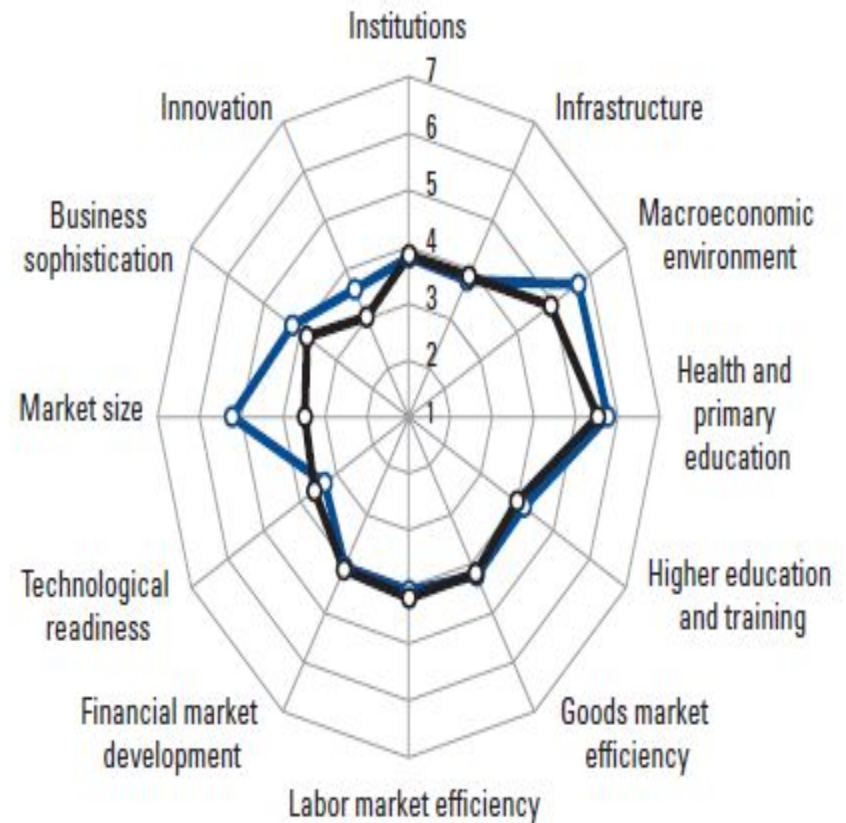 Institutions
7
Innovation
Infrastructure
6
5
Business
sophistication
Macroeconomic
environment
4
3
Health and
primary
education
2
Market size
1
Technological
readiness
Higher education
and training
Financial market
development
Goods market
efficiency
Labor market efficiency